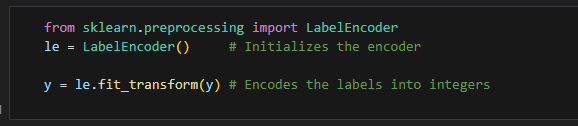 from sklearn.preprocessing import LabelEncoder
le = LabelEncoder()     # Initializes the encoder
y = le.fit_transform(y) # Encodes the labels into integers